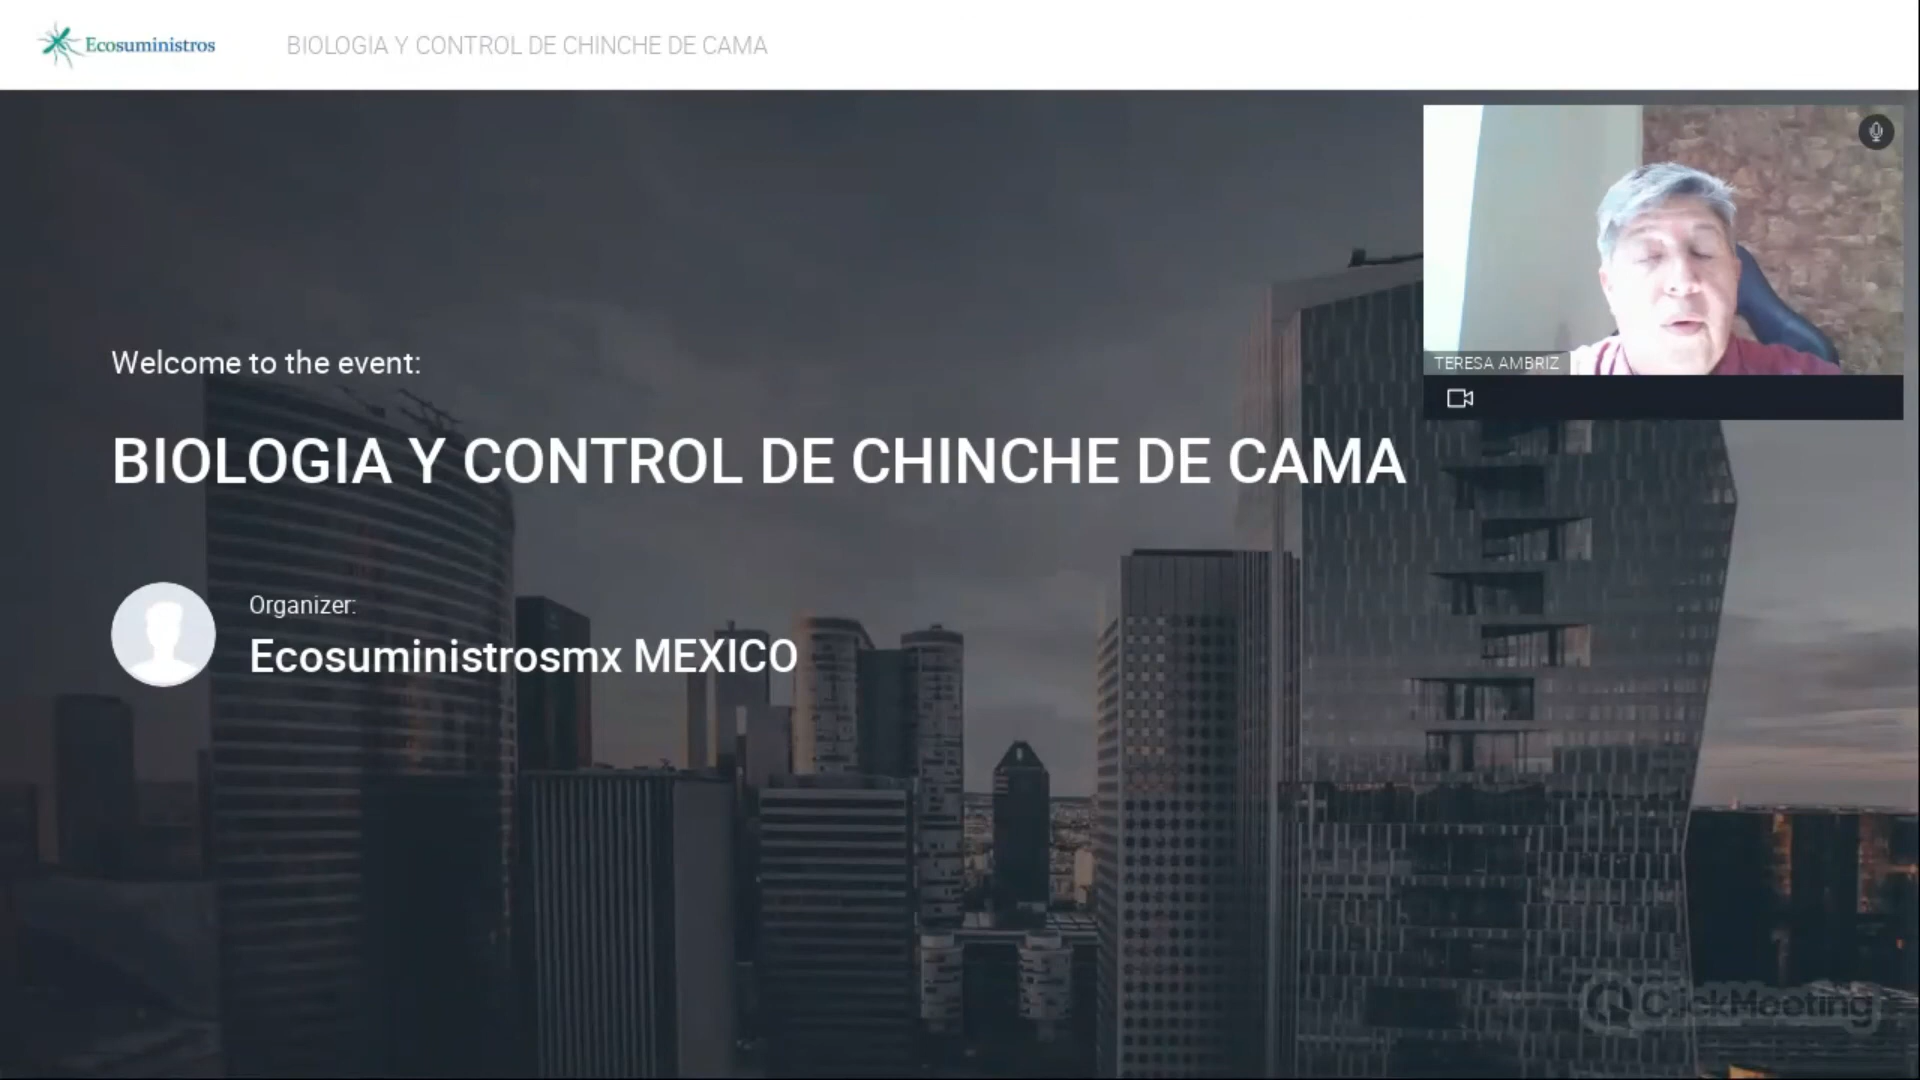 Ecosuministros
BIOLOGIA Y CONTROL DE CHINCHE DE CAMA
TERESA AMBRIZ
Welcome to the event:
BIOLOGIA Y CONTROL DE CHINCHE DE CAMA
Organizer:
Ecosuministrosmx MEXICO
ClickMeeting